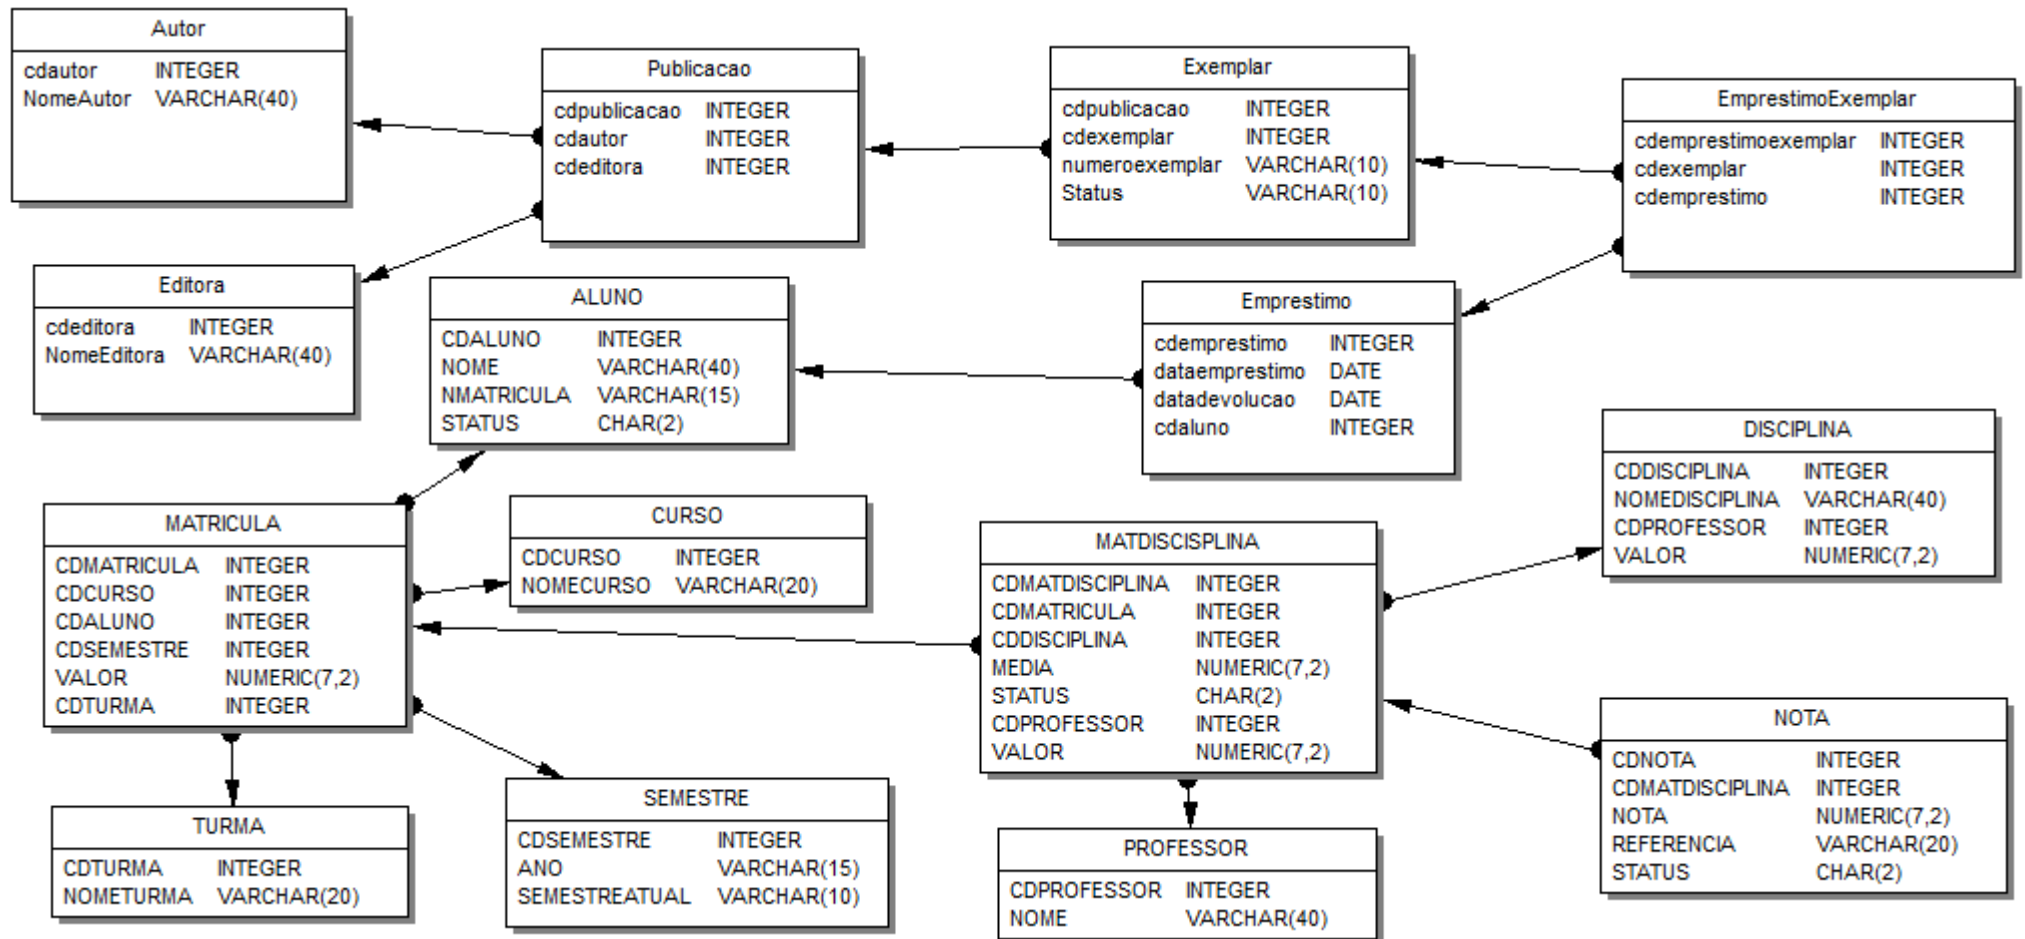 Autor
cdautor INTEGER
NomeAutor VARCHAR(40)
Publicacao
cdpublicacao INTEGER
cdautor INTEGER
cdeditora INTEGER
Exemplar
cdpublicacao INTEGER
cdexemplar INTEGER
numeroexemplar VARCHAR(10)
Status VARCHAR(10)
EmprestimoExemplar
cdemprestimoexemplar INTEGER
cdexemplar INTEGER
cdemprestimo INTEGER
Editora
cdeditora INTEGER
NomeEditora VARCHAR(40)
ALUNO
CDALUNO INTEGER
NOME VARCHAR(40)
NMATRICULA VARCHAR(15)
STATUS CHAR(2)
Emprestimo
cdemprestimo INTEGER
dataemprestimo DATE
datadevolucao DATE
cdaluno INTEGER
DISCIPLINA
CDDISCIPLINA INTEGER
NOMEDISCIPLINA VARCHAR(40)
CDPROFESSOR INTEGER
VALOR NUMERIC(7,2)
MATRICULA
CDMATRICULA INTEGER
CDCURSO INTEGER
CDALUNO INTEGER
CDSEMESTRE INTEGER
VALOR NUMERIC(7,2)
CDTURMA INTEGER
CURSO
CDCURSO INTEGER
NOMECURSO VARCHAR(20)
MATDISCISPLINA
CDMATDISCIPLINA INTEGER
CDMATRICULA INTEGER
CDDISCIPLINA INTEGER
MEDIA NUMERIC(7,2)
STATUS CHAR(2)
CDPROFESSOR INTEGER
VALOR NUMERIC(7,2)
NOTA
CDNOTA INTEGER
CDMATDISCIPLINA INTEGER
NOTA NUMERIC(7,2)
REFERENCIA VARCHAR(20)
STATUS CHAR(2)
TURMA
CDTURMA INTEGER
NOMETURMA VARCHAR(20)
SEMESTRE
CDSEMESTRE INTEGER
ANO VARCHAR(15)
SEMESTREATUAL VARCHAR(10)
PROFESSOR
CDPROFESSOR INTEGER
NOME VARCHAR(40)